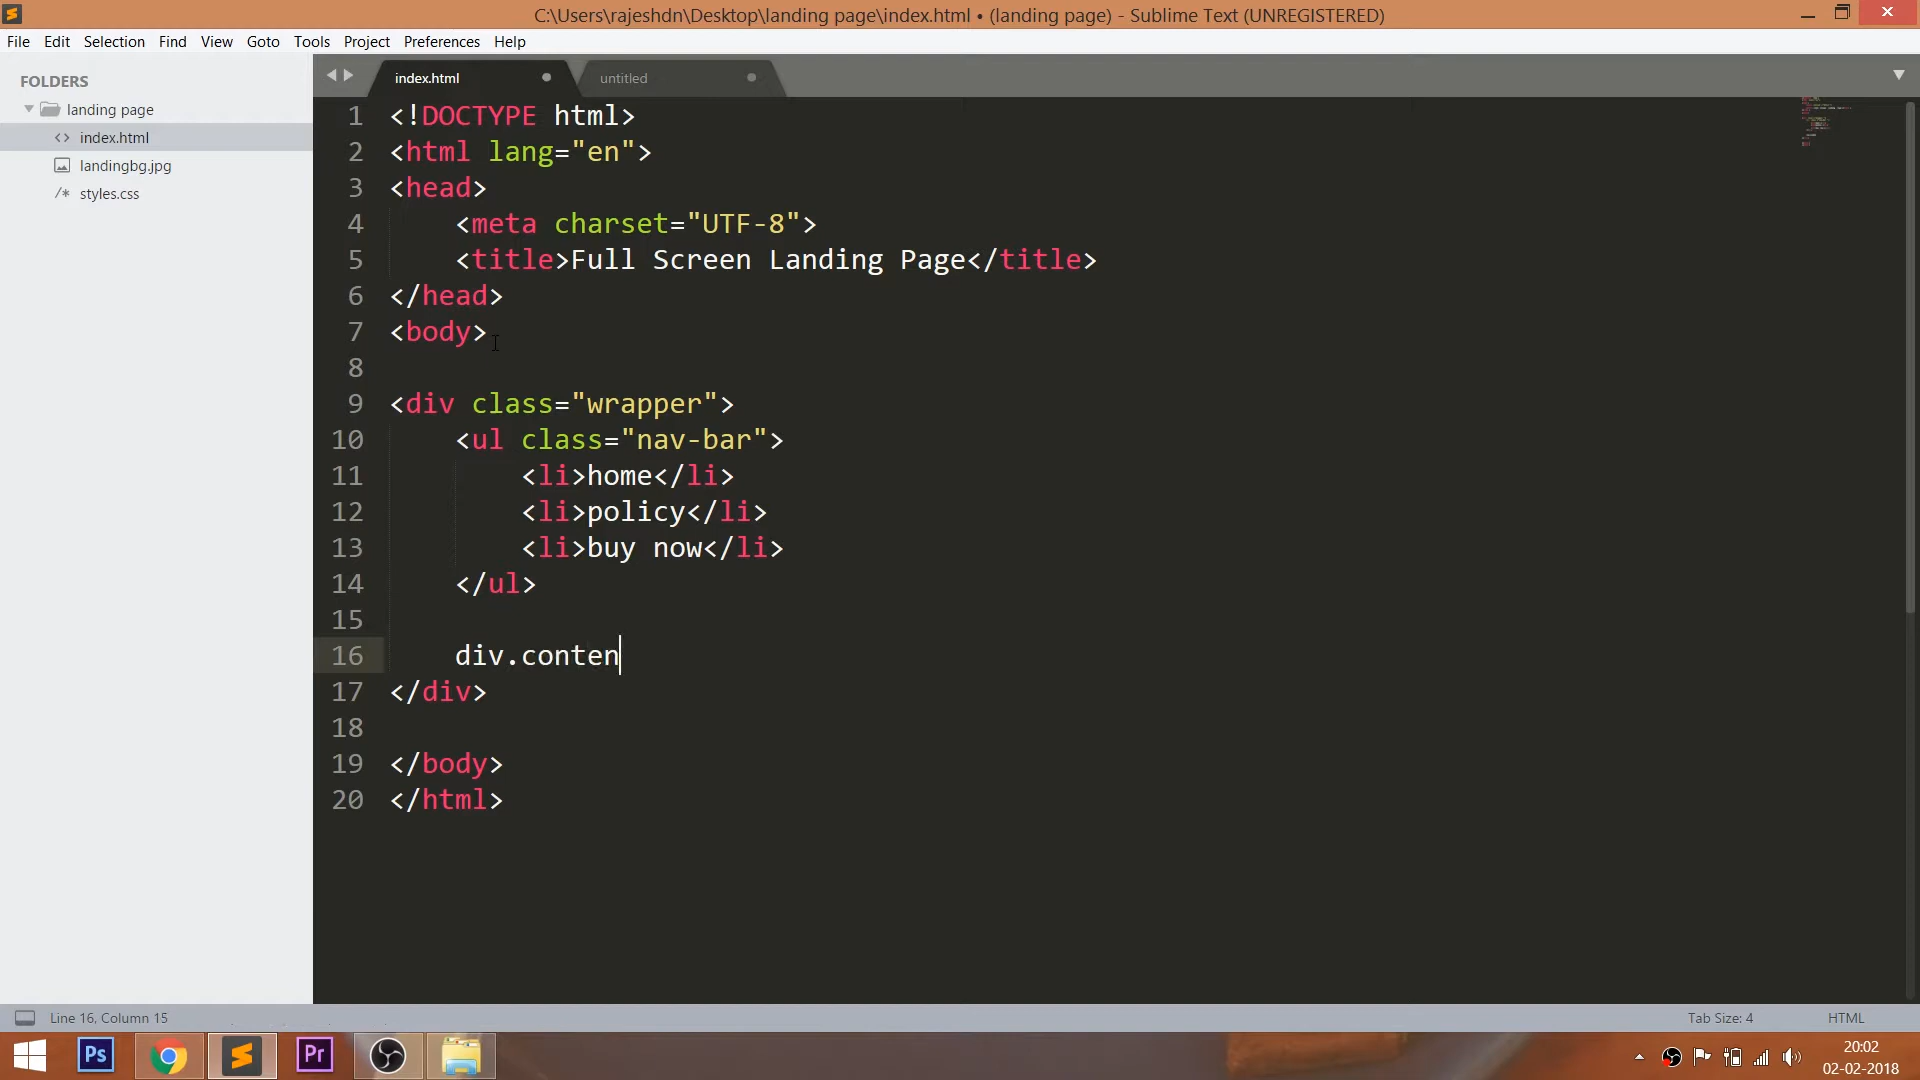 C:\Users\rajeshdn\Desktop\landing page\index.html • (landing page) - Sublime Text (UNREGISTERED)
File Edit Selection Find View Goto Tools Project Preferences Help
FOLDERS
landing page
<> index.html
landingbg.jpg
/* styles.css
index.html
untitled
1 <!DOCTYPE html>
2 <html lang="en">
3 <head>
4 <meta charset="UTF-8">
5 <title>Full Screen Landing Page</title>
6 </head>
7 <body>
8
9 <div class="wrapper">
10 <ul class="nav-bar">
11 <li>home</li>
12 <li>policy</li>
13 <li>buy now</li>
14 </ul>
15
16 div.conten
17 </div>
18
19 </body>
20 </html>
Line 16, Column 15
Tab Size: 4
HTML
Ps
Pr
20:02
02-02-2018